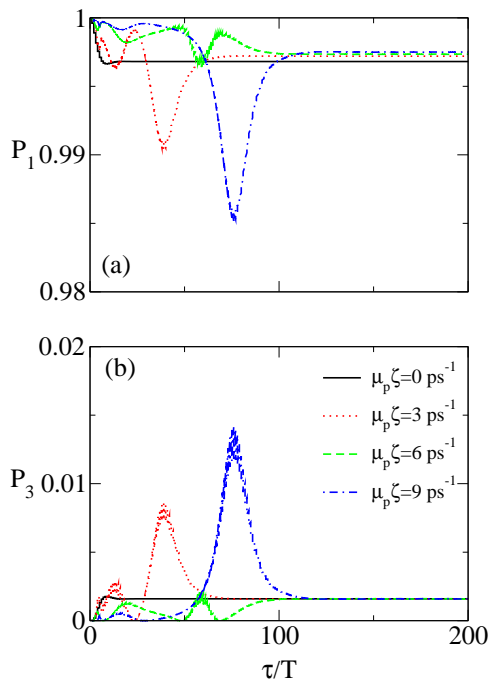 1
P₁ 0.99
0.98
(a)
0.02
(b)
μₚζ=0 ps⁻¹
μₚζ=3 ps⁻¹
μₚζ=6 ps⁻¹
μₚζ=9 ps⁻¹
P₃ 0.01
0
0 100 200
τ/T